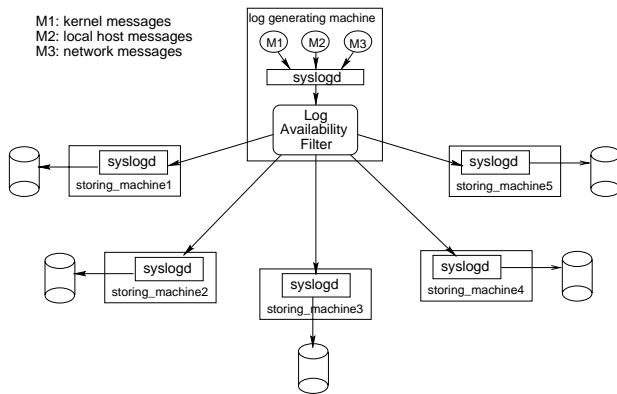 M1: kernel messages
M2: local host messages
M3: network messages
log generating machine
M1 M2 M3
syslogd
Log
Availability
Filter
syslogd
storing_machine1
syslogd
storing_machine5
syslogd
storing_machine2
syslogd
storing_machine3
syslogd
storing_machine4